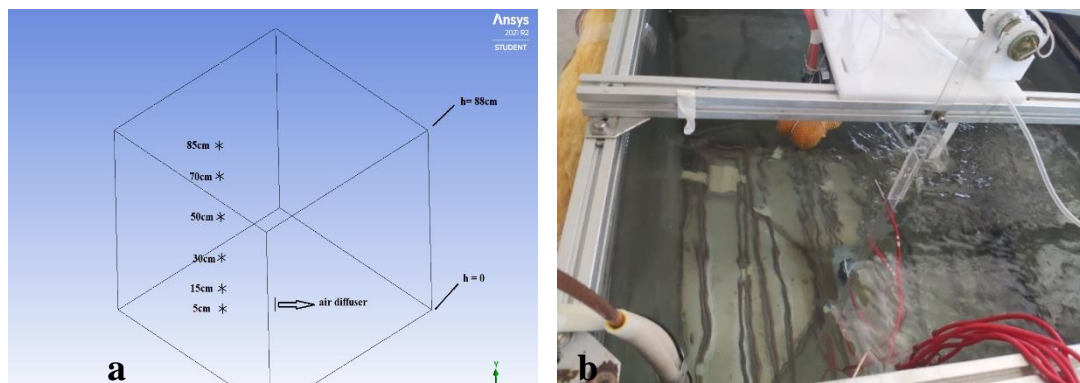 Ansys
2021 R2
STUDENT
h= 88cm
85cm
70cm
50cm
30cm
15cm
5cm
h = 0
air diffuser
Y
a
b